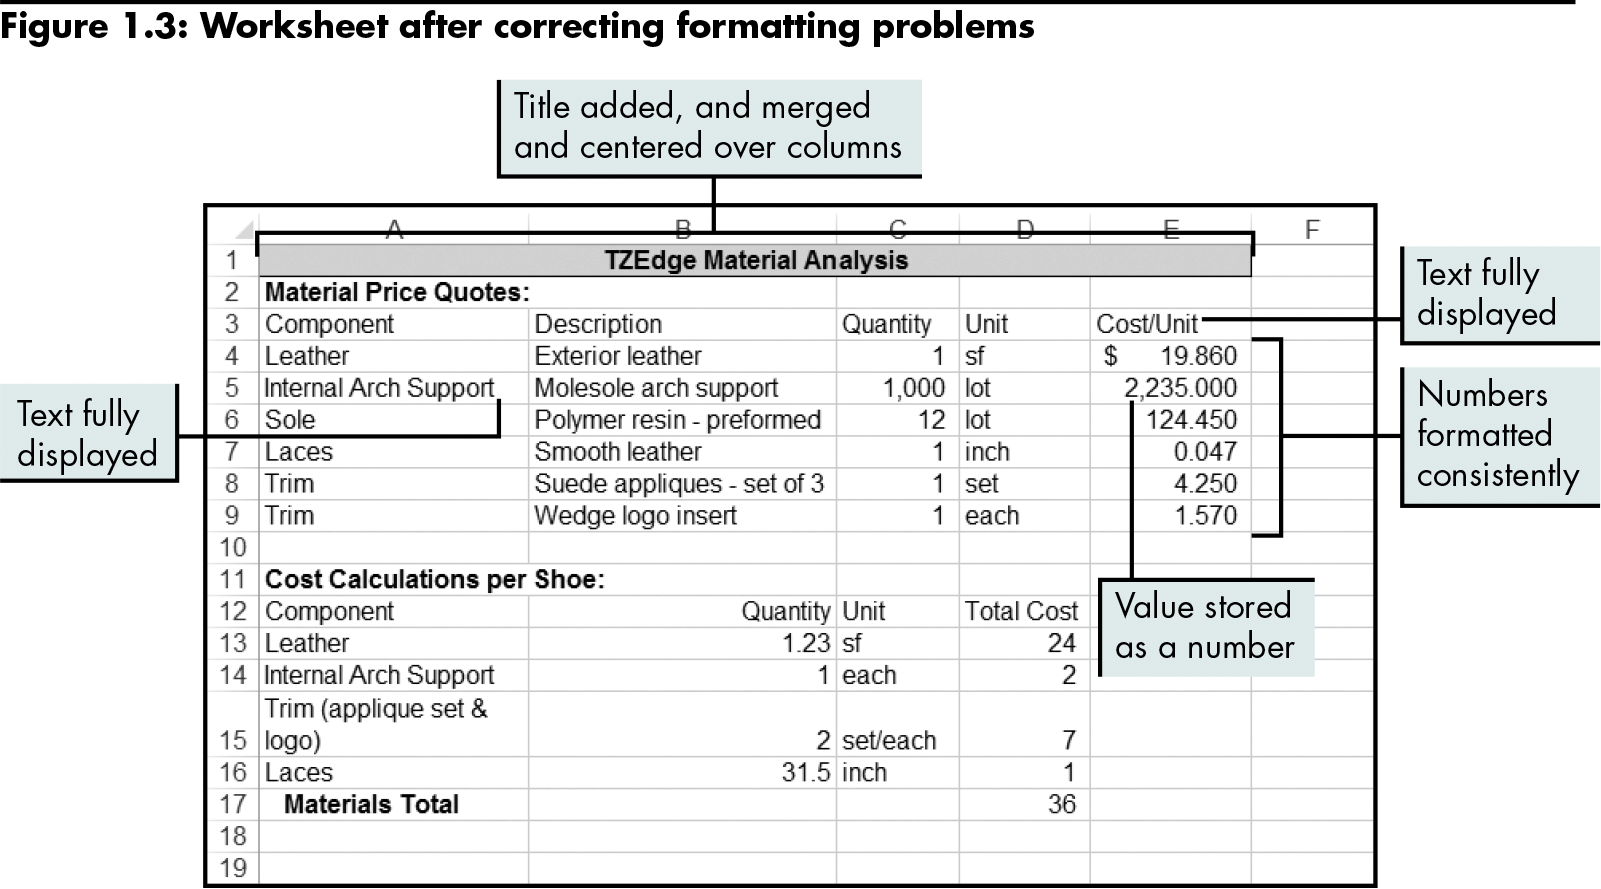 Figure 1.3: Worksheet after correcting formatting problems
Title added, and merged
and centered over columns
A B C D E F
1 TZEdge Material Analysis
2 Material Price Quotes:
3 Component Description Quantity Unit Cost/Unit
4 Leather Exterior leather 1 sf $ 19.860
5 Internal Arch Support Molesole arch support 1,000 lot 2,235.000
6 Sole Polymer resin - preformed 12 lot 124.450
7 Laces Smooth leather 1 inch 0.047
8 Trim Suede appliques - set of 3 1 set 4.250
9 Trim Wedge logo insert 1 each 1.570
10
11 Cost Calculations per Shoe:
12 Component Quantity Unit Total Cost
13 Leather 1.23 sf 24
14 Internal Arch Support 1 each 2
Trim (applique set &
15 logo) 2 set/each 7
16 Laces 31.5 inch 1
17 Materials Total 36
18
19
Text fully
displayed
Text fully
displayed
Numbers
formatted
consistently
Value stored
as a number